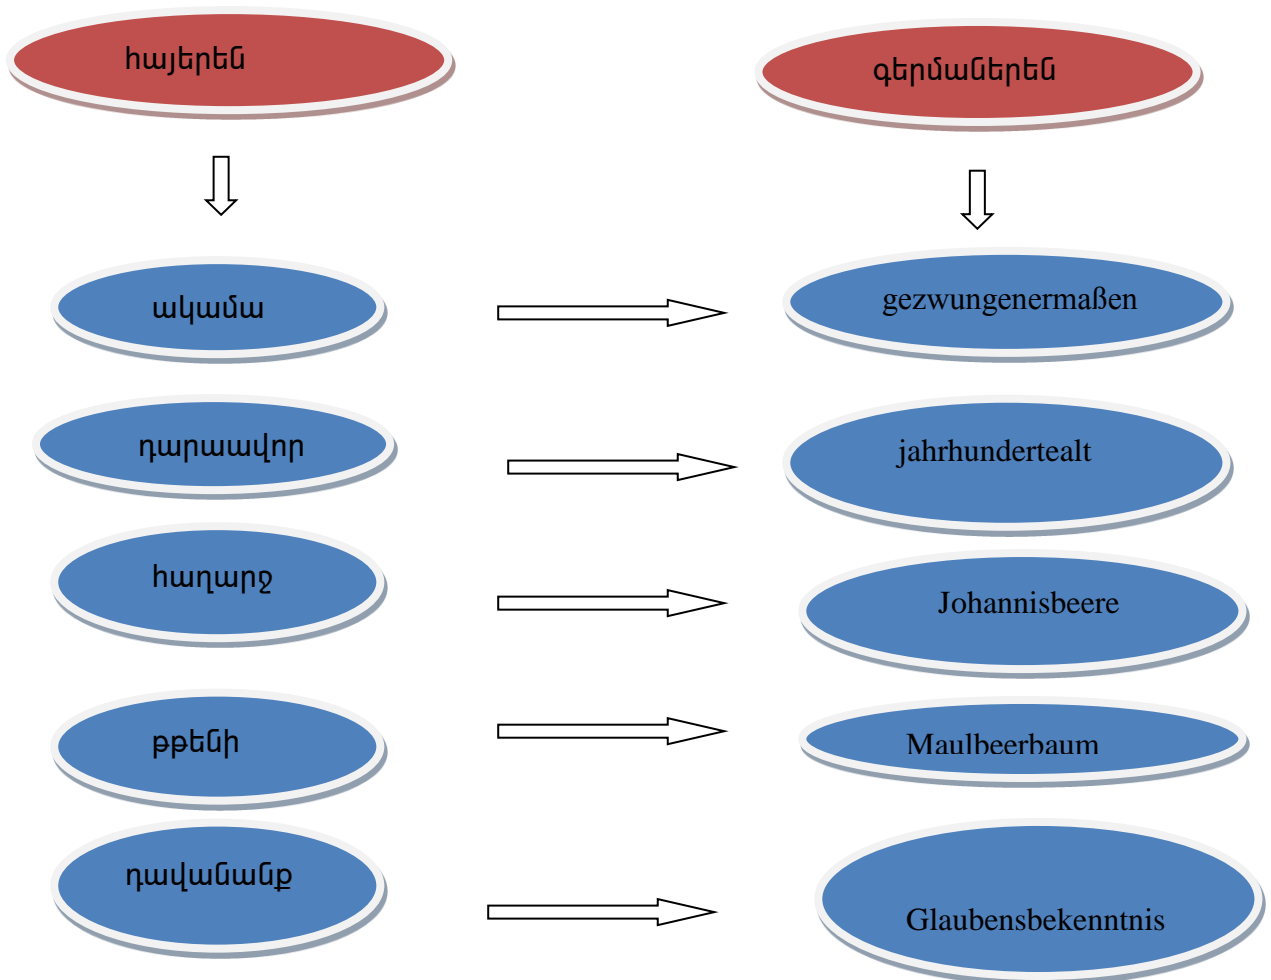 հայերեն
գերմաներեն
ակամա
gezwungenermaßen
դարաավոր
jahrhundertealt
հաղարջ
Johannisbeere
թթենի
Maulbeerbaum
դավանանք
Glaubensbekenntnis